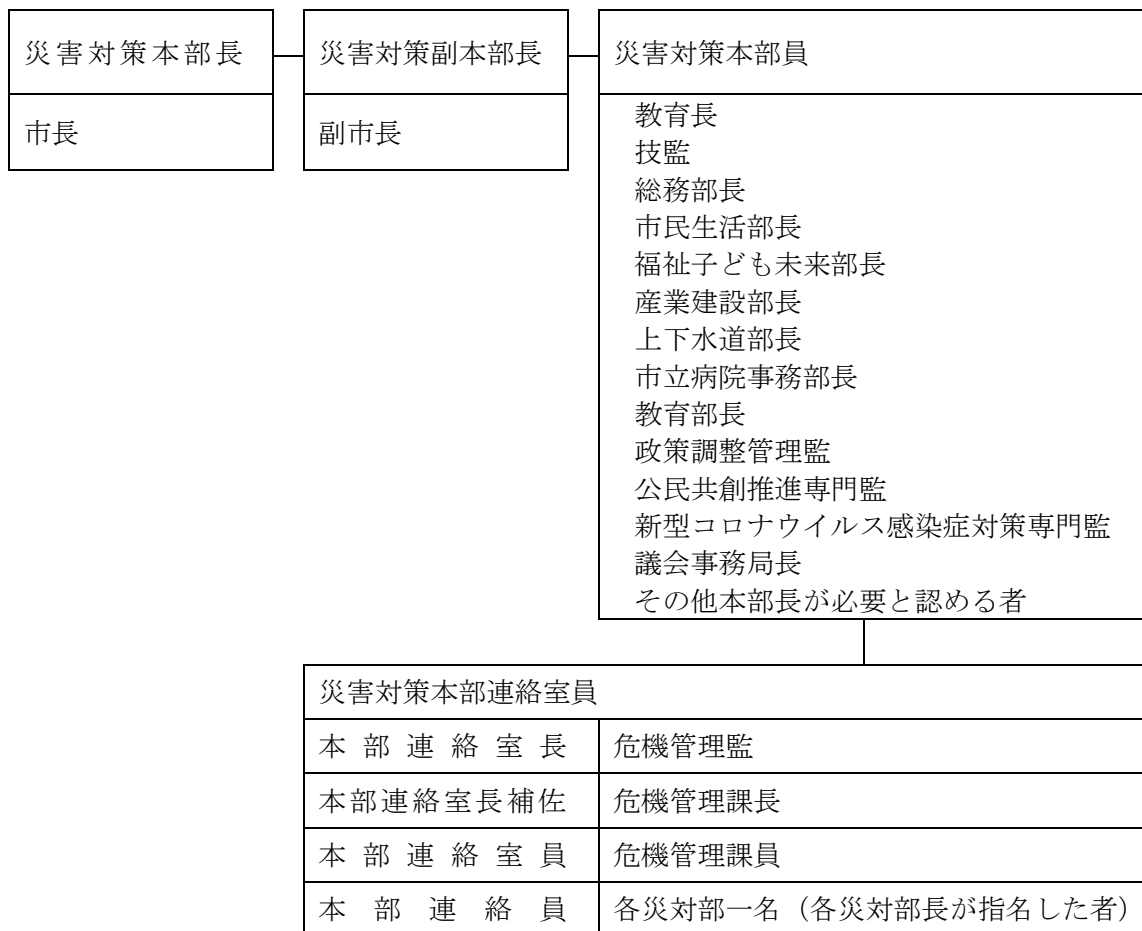 災害対策本部長
市長
災害対策副本部長
副市長
災害対策本部員
教育長
技監
総務部長
市民生活部長
福祉子ども未来部長
産業建設部長
上下水道部長
市立病院事務部長
教育部長
政策調整管理監
公民共創推進専門監
新型コロナウイルス感染症対策専門監
議会事務局長
その他本部長が必要と認める者
災害対策本部連絡室員
本部連絡室長 危機管理監
本部連絡室長補佐 危機管理課長
本部連絡室員 危機管理課員
本部連絡員 各災対部一名（各災対部長が指名した者）